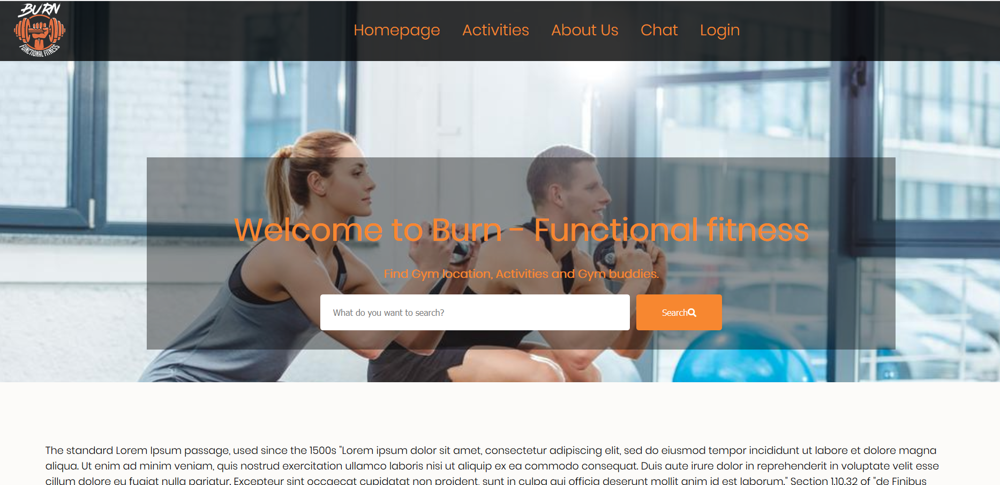 BURN
FUNCTIONAL FITNESS
Homepage Activities About Us Chat Login
Welcome to Burn - Functional fitness
Find Gym location, Activities and Gym buddies.
What do you want to search? Search
The standard Lorem Ipsum passage, used since the 1500s "Lorem ipsum dolor sit amet, consectetur adipiscing elit, sed do eiusmod tempor incididunt ut labore et dolore magna
aliqua. Ut enim ad minim veniam, quis nostrud exercitation ullamco laboris nisi ut aliquip ex ea commodo consequat. Duis aute irure dolor in reprehenderit in voluptate velit esse
cillum dolore eu fugiat nulla pariatur. Excepteur sint occaecat cupidatat non proident, sunt in culpa qui officia deserunt mollit anim id est laborum." Section 1.10.32 of "de Finibus